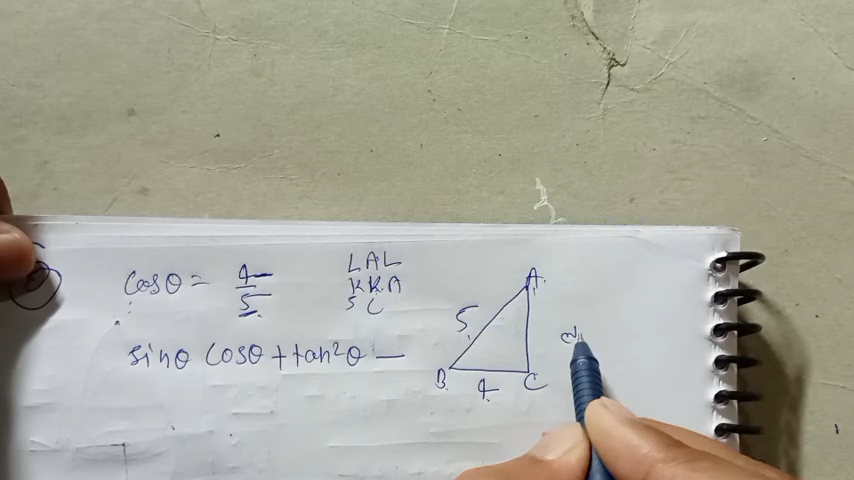 cosθ = 4/5
LAL
KKA
SC
sinθ cosθ + tan²θ —
A
5
B
4
C